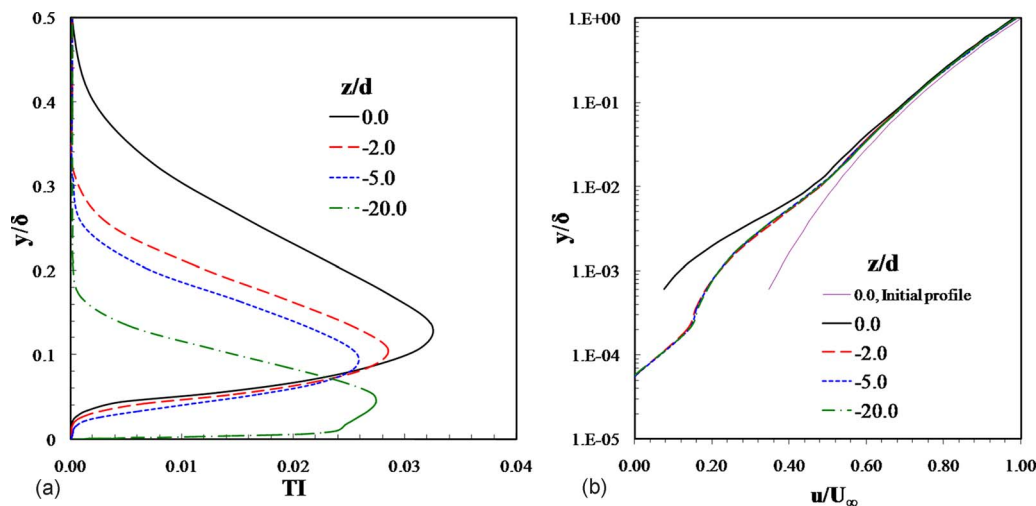 0.5
0.4
0.3
0.2
0.1
0
y/δ
z/d
0.0
-2.0
-5.0
-20.0
0.00
0.01
0.02
0.03
0.04
(a)
TI
1.E+00
1.E-01
1.E-02
1.E-03
1.E-04
1.E-05
y/δ
z/d
0.0, Initial profile
0.0
-2.0
-5.0
-20.0
0.00
0.20
0.40
0.60
0.80
1.00
(b)
u/U∞